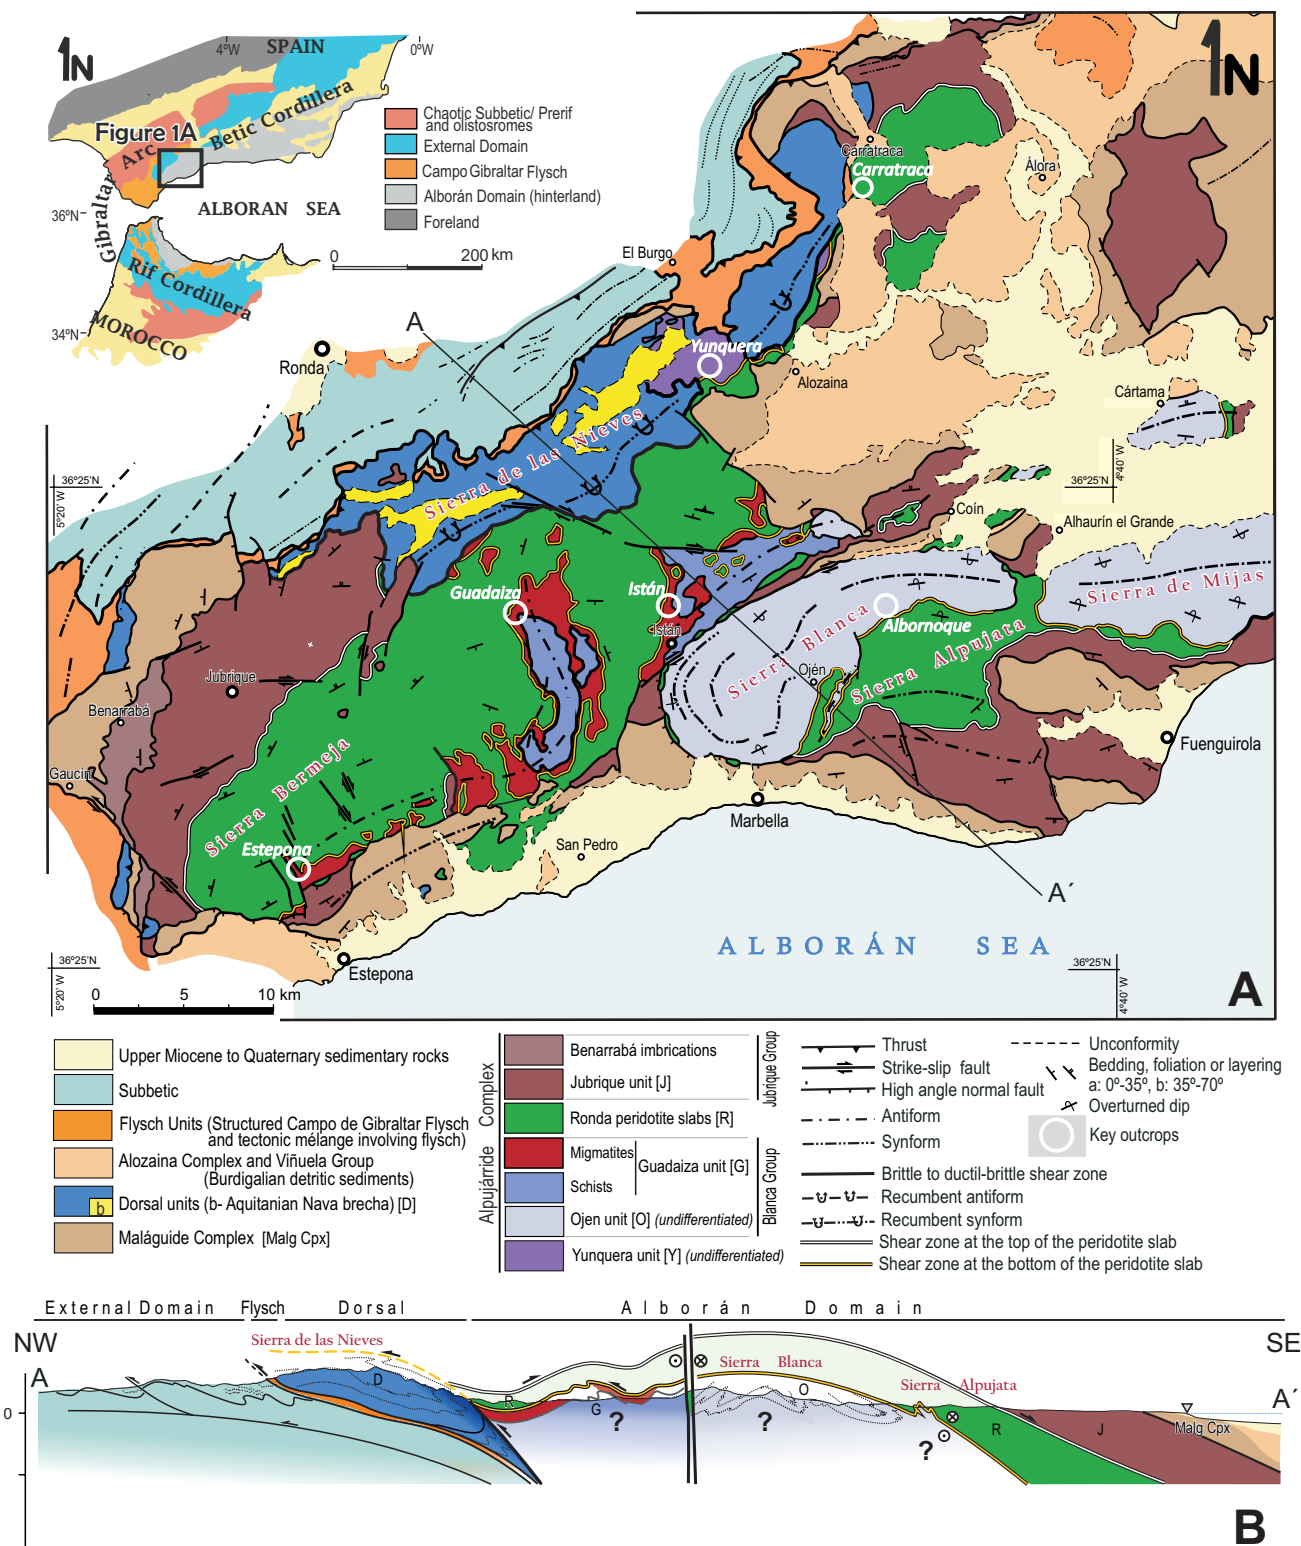 N
4°W
SPAIN
0°W
Figure 1A
Betic Cordillera
Gibraltar Arc
36°N
ALBORAN SEA
Rif Cordillera
34°N
MOROCCO
Chaotic Subbetic/ Prerif
and olistosromes
External Domain
Campo Gibraltar Flysch
Alborán Domain (hinterland)
Foreland
0
200 km
N
Carratraca
Carratraca
Álora
El Burgo
A
Ronda
Yunquera
Alozaina
Cártama
Sierra de las Nieves
36º25'N
5º20' W
36º25'N
4º40' W
Coín
Alhaurín el Grande
Guadaiza
Istán
Istán
Sierra de Mijas
Sierra Blanca
Albornoque
Sierra Alpujata
Ojén
Jubrique
Benarrabá
Gaucín
Fuengirola
Sierra Bermeja
Estepona
Marbella
San Pedro
A´
ALBORÁN SEA
Estepona
36º25'N
5º20' W
36º25'N
4º40' W
0
5
10 km
A
Upper Miocene to Quaternary sedimentary rocks
Subbetic
Flysch Units (Structured Campo de Gibraltar Flysch
and tectonic mélange involving flysch)
Alozaina Complex and Viñuela Group
(Burdigalian detritic sediments)
b
Dorsal units (b- Aquitanian Nava brecha) [D]
Maláguide Complex [Malg Cpx]
Alpujárride Complex
Benarrabá imbrications
Jubrique unit [J]
Jubrique Group
Ronda peridotite slabs [R]
Migmatites
Guadaiza unit [G]
Schists
Ojen unit [O] (undifferentiated)
Blanca Group
Yunquera unit [Y] (undifferentiated)
Thrust
Strike-slip fault
High angle normal fault
Antiform
Synform
Brittle to ductil-brittle shear zone
Recumbent antiform
Recumbent synform
Shear zone at the top of the peridotite slab
Shear zone at the bottom of the peridotite slab
Unconformity
Bedding, foliation or layering
a: 0º-35º, b: 35º-70º
Overturned dip
Key outcrops
External Domain
Flysch
Dorsal
Alborán Domain
NW
SE
Sierra de las Nieves
A
D
R
G
?
Sierra Blanca
O
?
Sierra Alpujata
?
R
J
Malg Cpx
A´
0
B